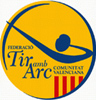 FEDERACIÓ
Tir amb
Arc
COMUNITAT
VALENCIANA